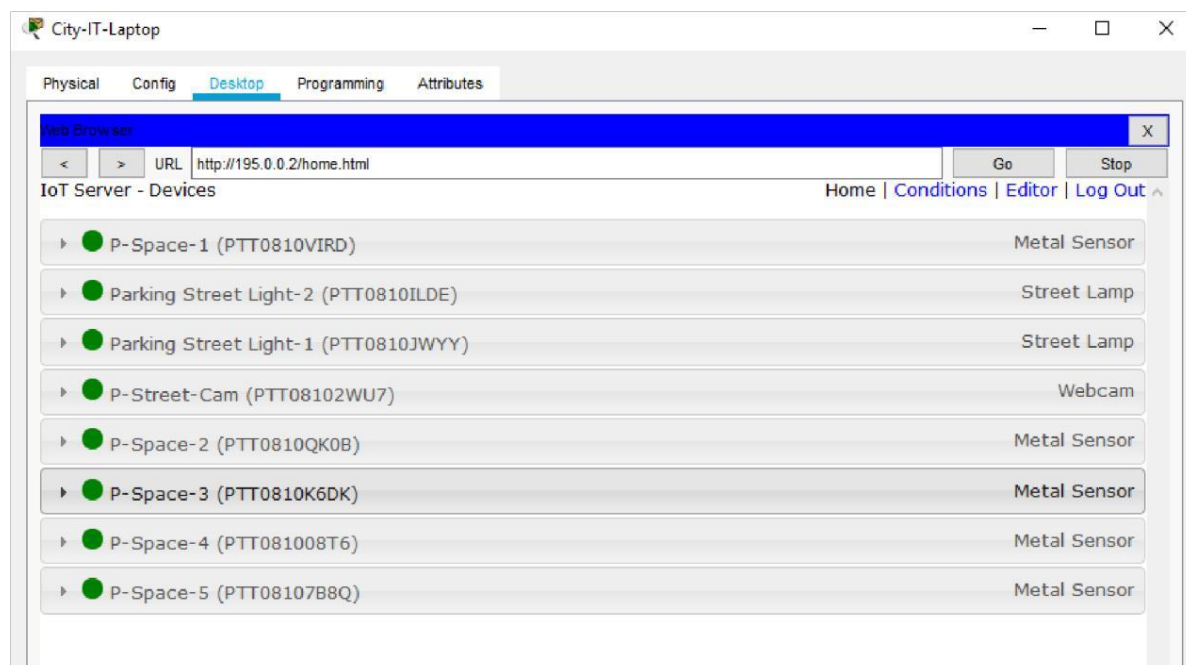 City-IT-Laptop
Physical Config Desktop Programming Attributes
Web Browser X
< > URL http://195.0.0.2/home.html Go Stop
IoT Server - Devices Home | Conditions | Editor | Log Out
P-Space-1 (PTT0810VIRD) Metal Sensor
Parking Street Light-2 (PTT0810ILDE) Street Lamp
Parking Street Light-1 (PTT0810JWYY) Street Lamp
P-Street-Cam (PTT08102WU7) Webcam
P-Space-2 (PTT0810QK0B) Metal Sensor
P-Space-3 (PTT0810K6DK) Metal Sensor
P-Space-4 (PTT081008T6) Metal Sensor
P-Space-5 (PTT08107B8Q) Metal Sensor